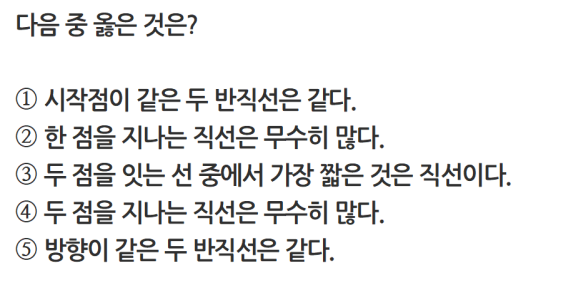 다음 중 옳은 것은?
① 시작점이 같은 두 반직선은 같다.
② 한 점을 지나는 직선은 무수히 많다.
③ 두 점을 잇는 선 중에서 가장 짧은 것은 직선이다.
④ 두 점을 지나는 직선은 무수히 많다.
⑤ 방향이 같은 두 반직선은 같다.